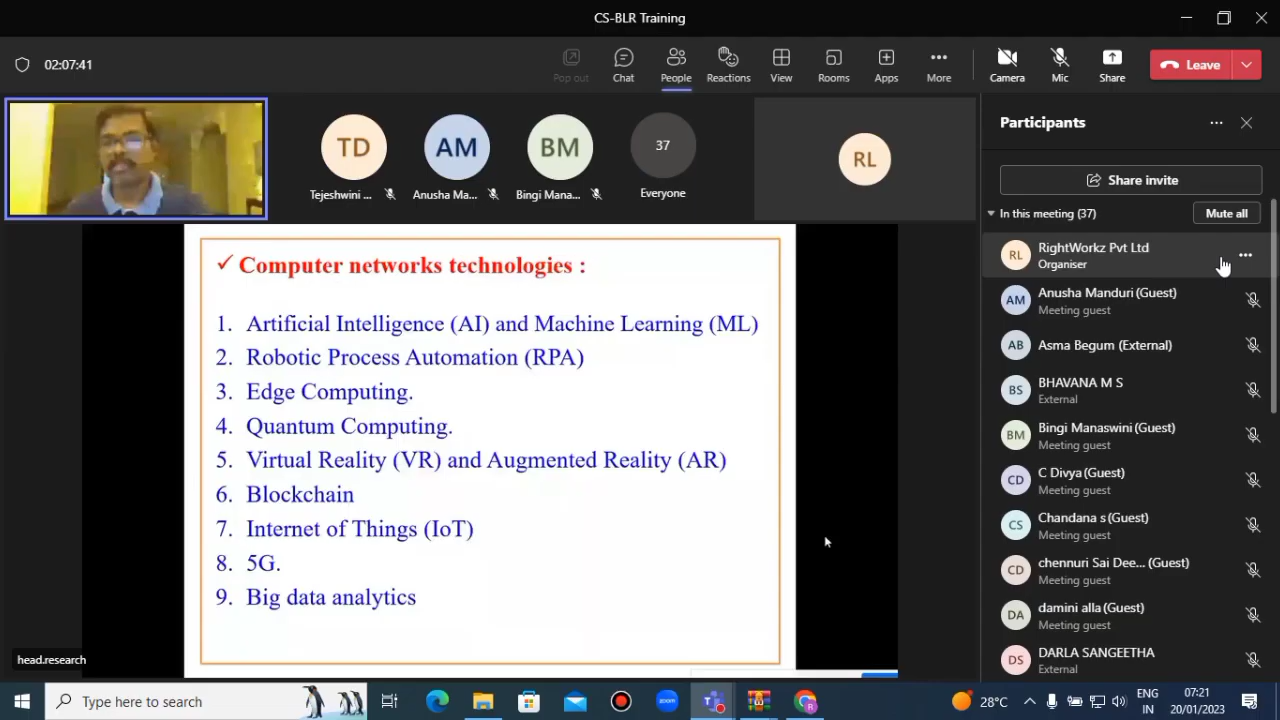 CS-BLR Training
02:07:41
Pop out
Chat
People
Reactions
View
Rooms
Apps
More
Camera
Mic
Share
Leave
TD
Tejeshwini ...
AM
Anusha Ma...
BM
Bingi Mana...
37
Everyone
RL
✓ Computer networks technologies :
1. Artificial Intelligence (AI) and Machine Learning (ML)
2. Robotic Process Automation (RPA)
3. Edge Computing.
4. Quantum Computing.
5. Virtual Reality (VR) and Augmented Reality (AR)
6. Blockchain
7. Internet of Things (IoT)
8. 5G.
9. Big data analytics
head.research
Participants
Share invite
In this meeting (37)
Mute all
RL
RightWorkz Pvt Ltd
Organiser
AM
Anusha Manduri (Guest)
Meeting guest
AB
Asma Begum (External)
BS
BHAVANA M S
External
BM
Bingi Manaswini (Guest)
Meeting guest
CD
C Divya (Guest)
Meeting guest
CS
Chandana s (Guest)
Meeting guest
CD
chennuri Sai Dee... (Guest)
Meeting guest
DA
damini alla (Guest)
Meeting guest
DS
DARLA SANGEETHA
External
Type here to search
zoom
28°C
ENG
IN
07:21
20/01/2023